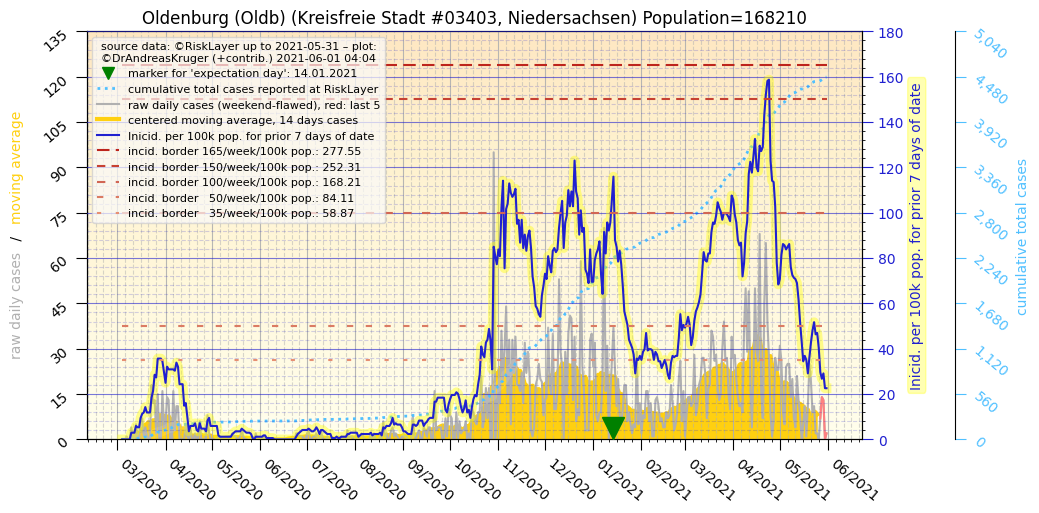 Oldenburg (Oldb) (Kreisfreie Stadt #03403, Niedersachsen) Population=168210
source data: ©RiskLayer up to 2021-05-31 – plot:
©DrAndreasKruger (+contrib.) 2021-06-01 04:04
marker for 'expectation day': 14.01.2021
cumulative total cases reported at RiskLayer
raw daily cases (weekend-flawed), red: last 5
centered moving average, 14 days cases
Inicid. per 100k pop. for prior 7 days of date
incid. border 165/week/100k pop.: 277.55
incid. border 150/week/100k pop.: 252.31
incid. border 100/week/100k pop.: 168.21
incid. border   50/week/100k pop.: 84.11
incid. border   35/week/100k pop.: 58.87
raw daily cases  /  moving average
135
120
105
90
75
60
45
30
15
0
180
160
140
120
100
80
60
40
20
0
Inicid. per 100k pop. for prior 7 days of date
5,040
4,480
3,920
3,360
2,800
2,240
1,680
1,120
560
0
cumulative total cases
03/2020
04/2020
05/2020
06/2020
07/2020
08/2020
09/2020
10/2020
11/2020
12/2020
01/2021
02/2021
03/2021
04/2021
05/2021
06/2021